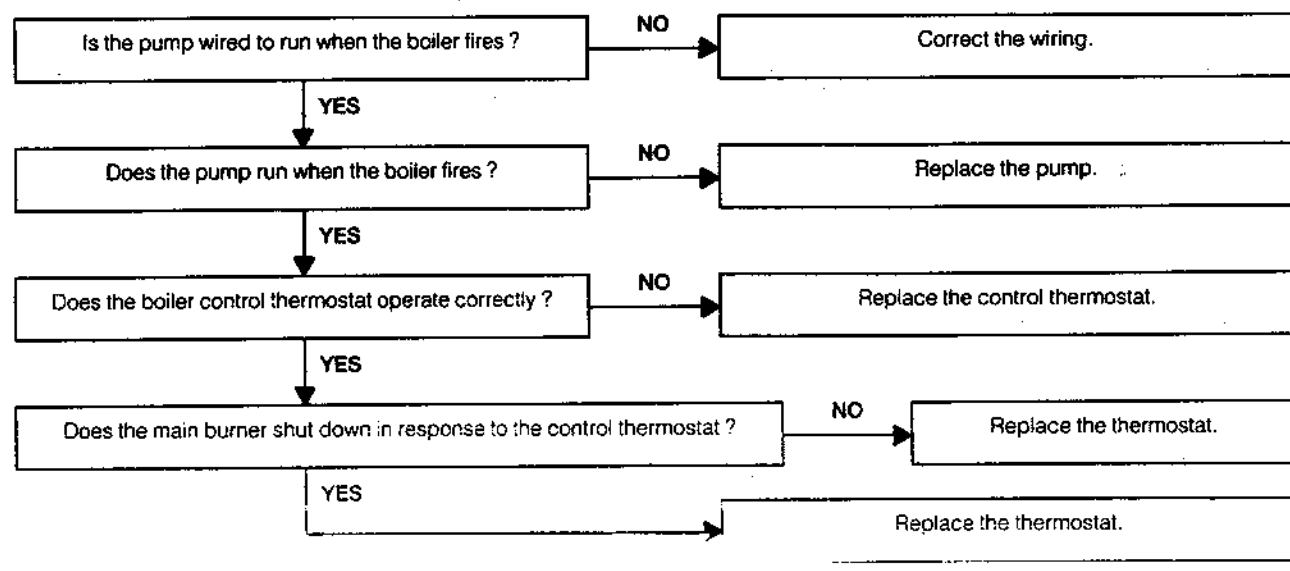 Is the pump wired to run when the boiler fires ?
NO
Correct the wiring.
YES
Does the pump run when the boiler fires ?
NO
Replace the pump.
YES
Does the boiler control thermostat operate correctly ?
NO
Replace the control thermostat.
YES
Does the main burner shut down in response to the control thermostat ?
NO
Replace the thermostat.
YES
Replace the thermostat.